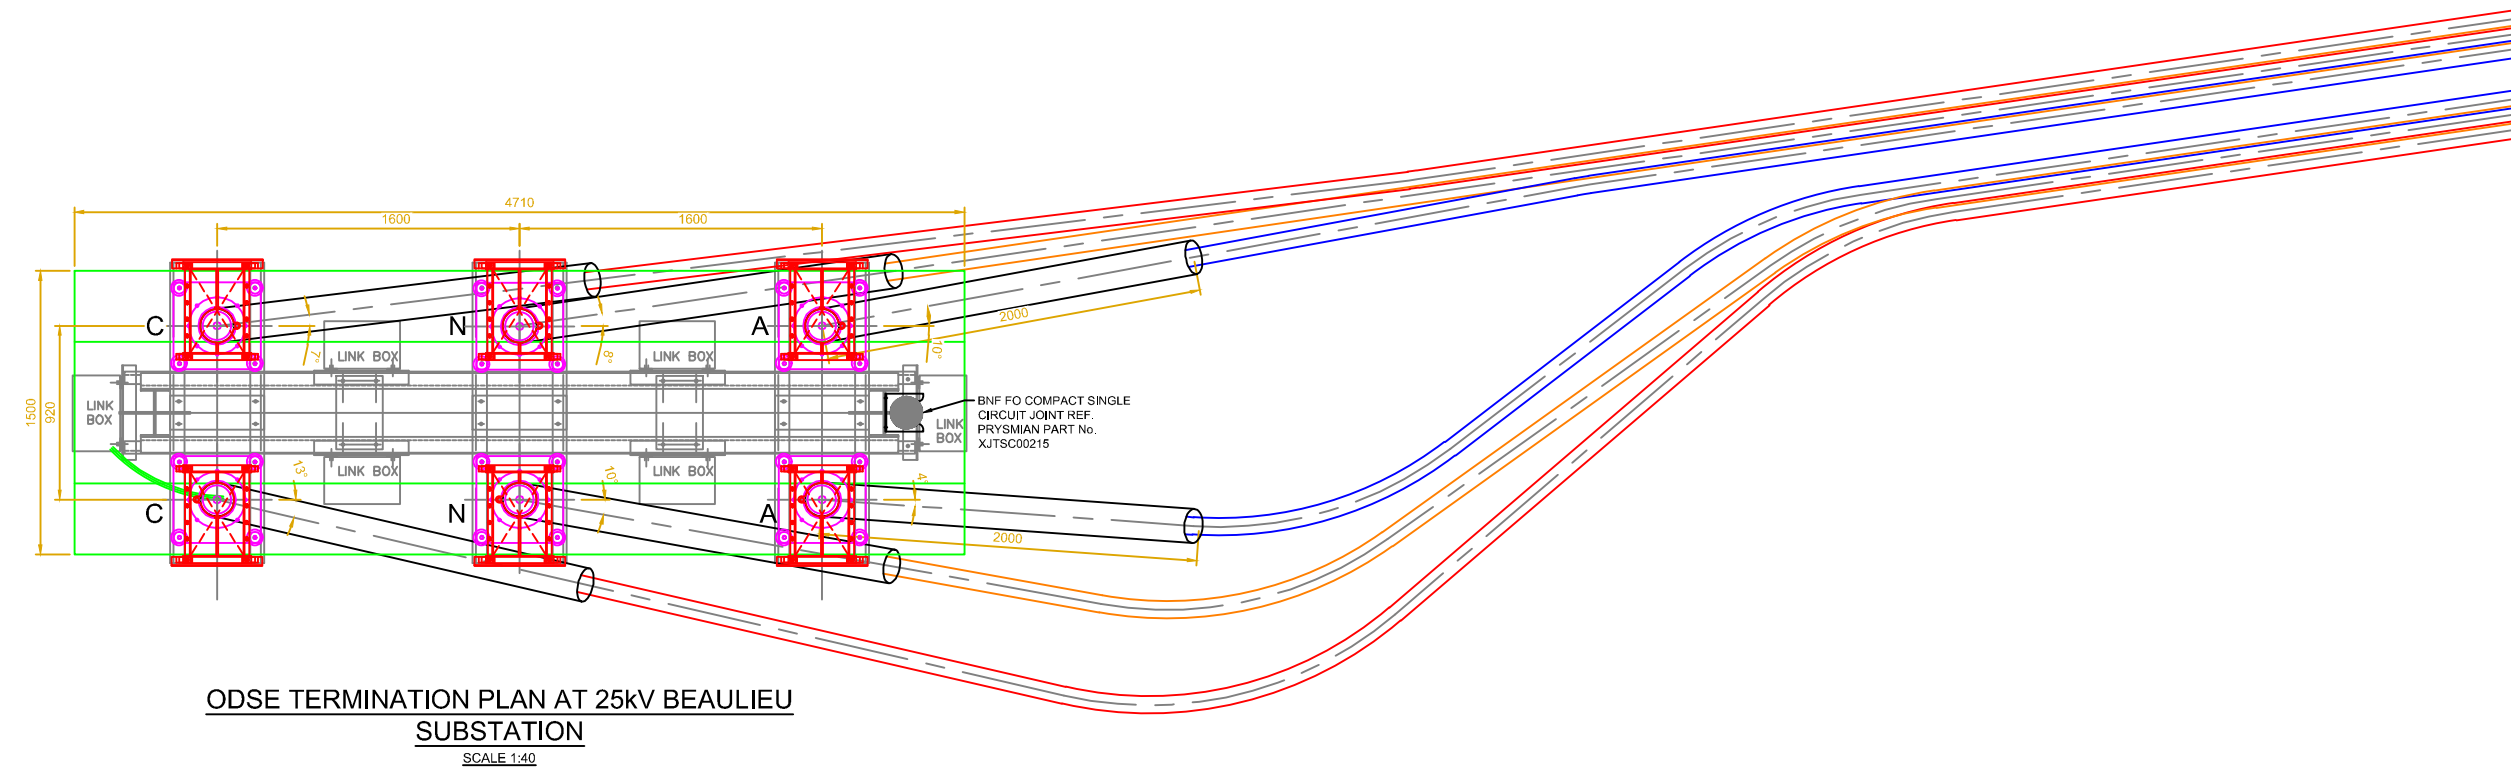 4710
1600
1600
2000
C
N
A
7°
8°
10°
LINK BOX
LINK BOX
1500
920
LINK
BOX
BNF FO COMPACT SINGLE
CIRCUIT JOINT REF.
PRYSMIAN PART No.
XJTSC00215
LINK
BOX
LINK BOX
LINK BOX
13°
10°
4°
C
N
A
2000
ODSE TERMINATION PLAN AT 25kV BEAULIEU
SUBSTATION
SCALE 1:40